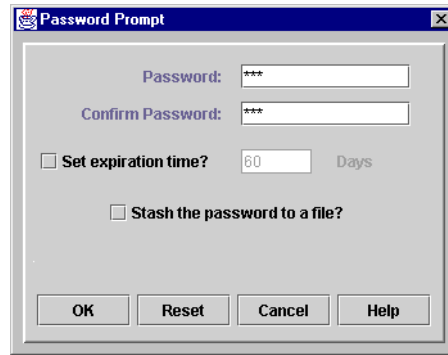 Password Prompt
Password: ***
Confirm Password: ***
Set expiration time? 60 Days
Stash the password to a file?
OK Reset Cancel Help